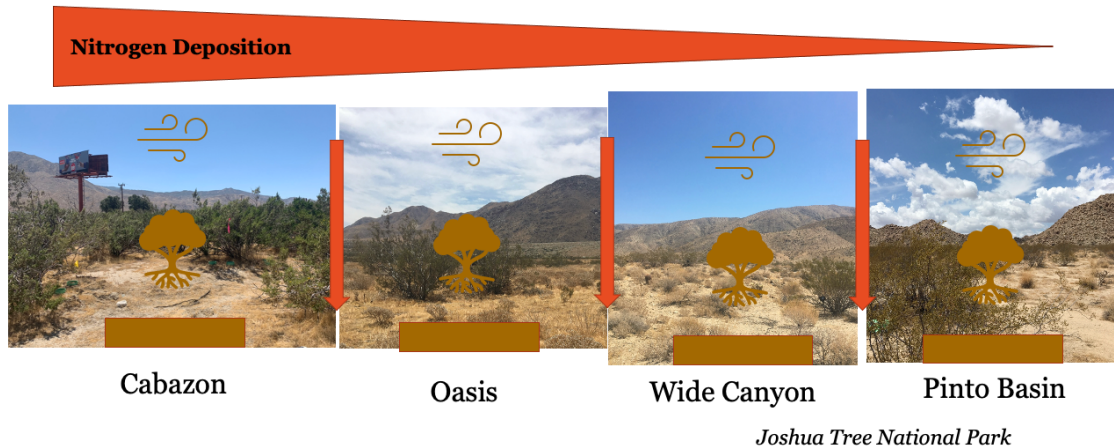 Nitrogen Deposition
Cabazon
Oasis
Wide Canyon
Pinto Basin
Joshua Tree National Park